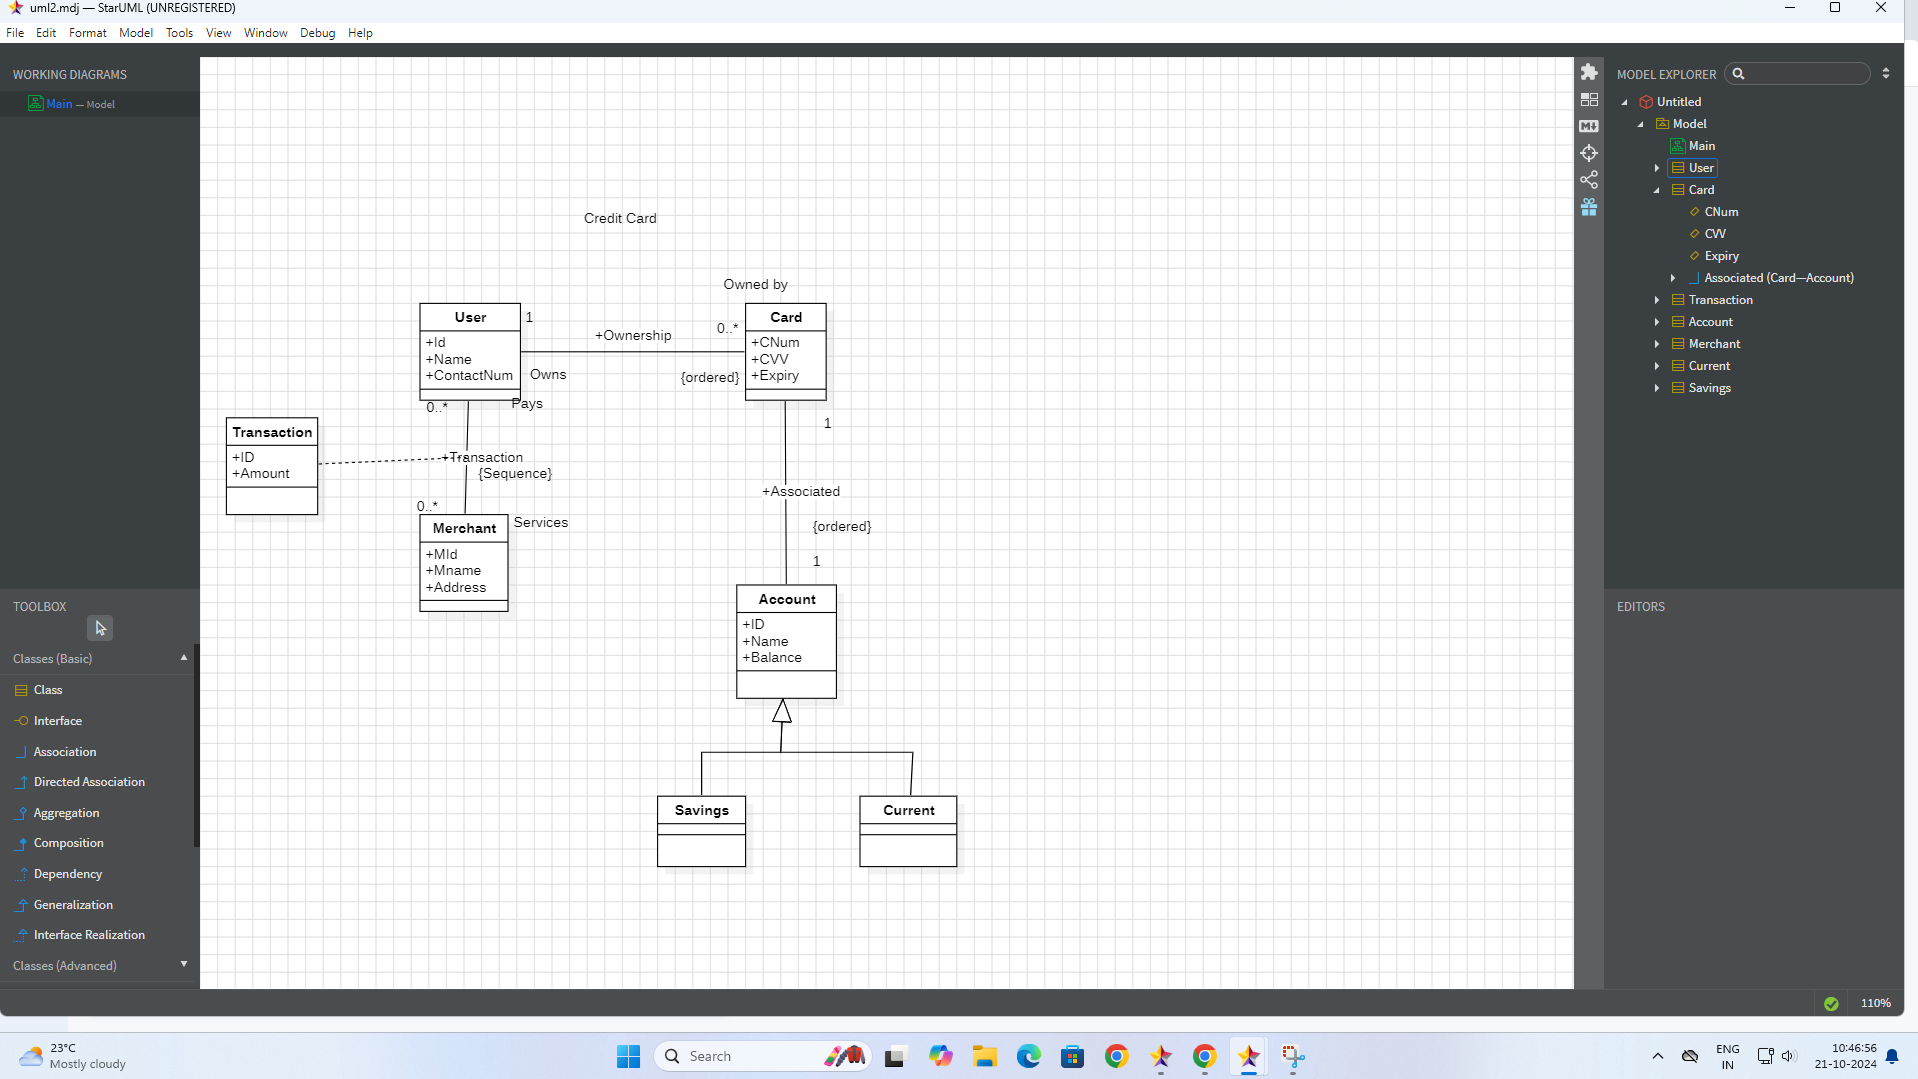 uml2.mdj — StarUML (UNREGISTERED)
File Edit Format Model Tools View Window Debug Help
WORKING DIAGRAMS
Main — Model
TOOLBOX
Classes (Basic)
Class
Interface
Association
Directed Association
Aggregation
Composition
Dependency
Generalization
Interface Realization
Classes (Advanced)
Credit Card
Owned by
User
+Id
+Name
+ContactNum
1
+Ownership
0..*
Owns
{ordered}
Card
+CNum
+CVV
+Expiry
0..*
Pays
Transaction
+ID
+Amount
+Transaction
{Sequence}
0..*
Services
Merchant
+MId
+Mname
+Address
1
+Associated
{ordered}
1
Account
+ID
+Name
+Balance
Savings
Current
M
MODEL EXPLORER
Untitled
Model
Main
User
Card
CNum
CVV
Expiry
Associated (Card—Account)
Transaction
Account
Merchant
Current
Savings
EDITORS
110%
23°C
Mostly cloudy
Search
ENG
IN
10:46:56
21-10-2024